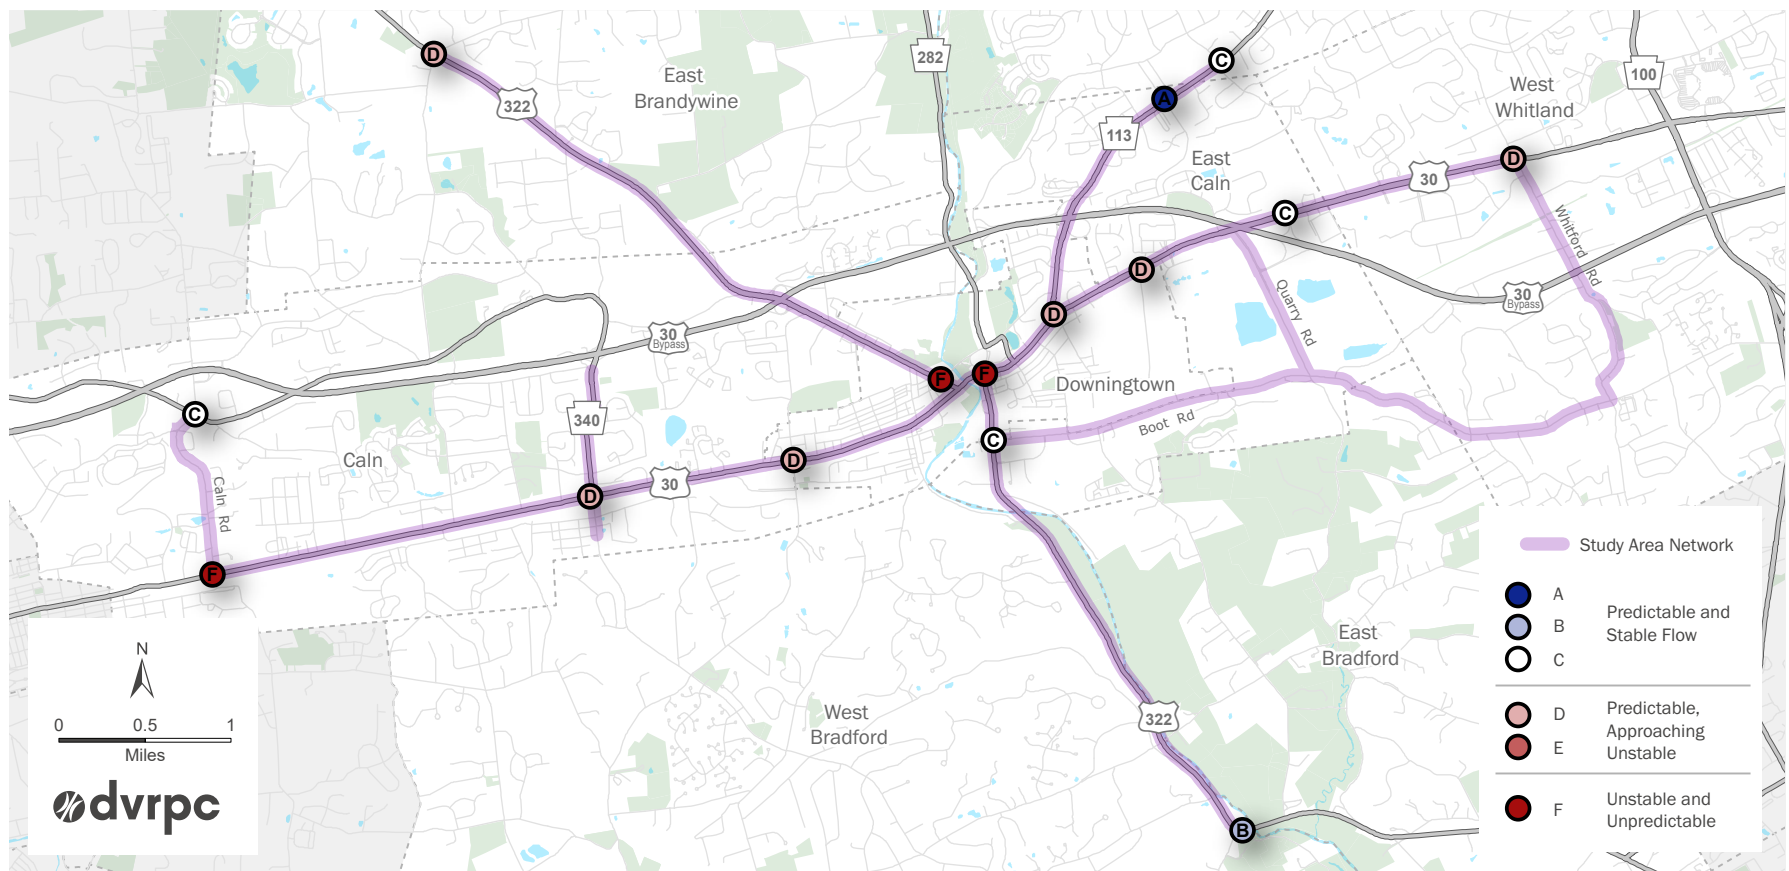 D
322
East
Brandywine
282
C
A
113
East
Caln
West
Whitland
100
D
30
C
Whitford Rd
D
Quarry Rd
30
Bypass
D
30
Bypass
F
F
Downingtown
C
340
Caln
Boot Rd
C
D
30
D
Caln Rd
F
West
Bradford
322
East
Bradford
B
N
0 0.5 1
Miles
dvrpc
Study Area Network
A
B
C
Predictable and
Stable Flow
D
E
Predictable,
Approaching
Unstable
F
Unstable and
Unpredictable